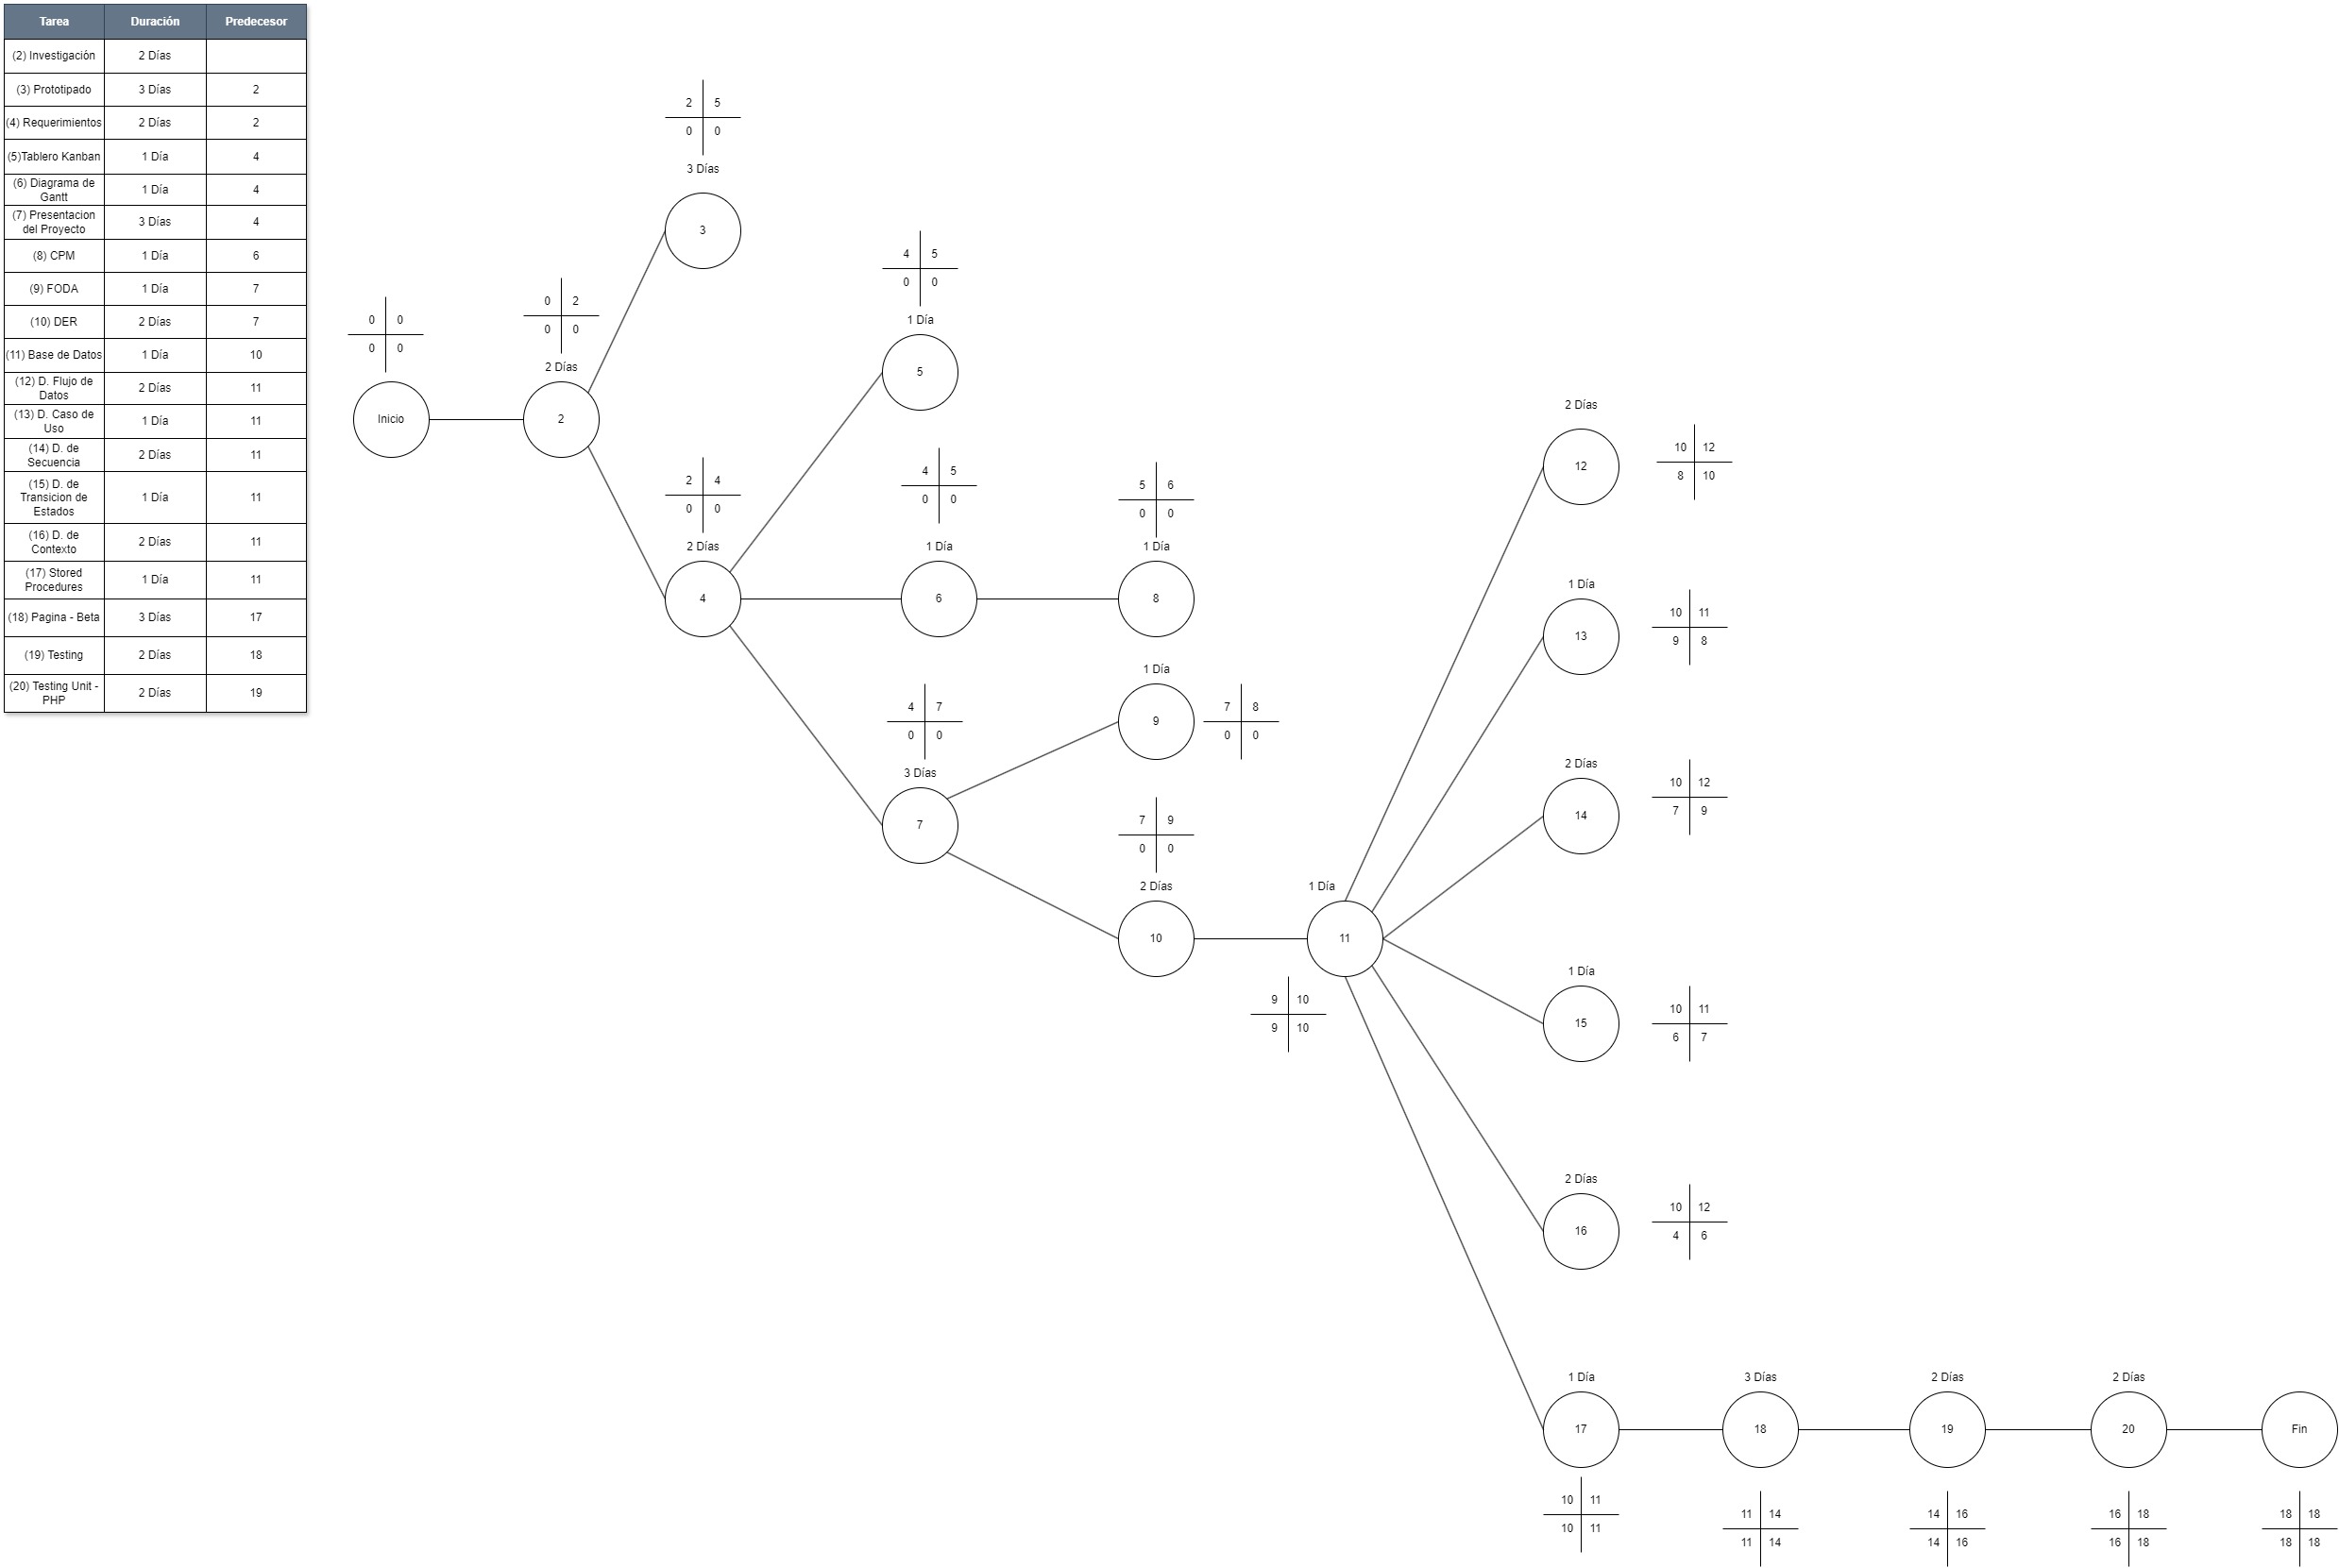 Tarea Duración Predecesor
(2) Investigación 2 Días
(3) Prototipado 3 Días 2
(4) Requerimientos 2 Días 2
(5)Tablero Kanban 1 Día 4
(6) Diagrama de
Gantt 1 Día 4
(7) Presentacion
del Proyecto 3 Días 4
(8) CPM 1 Día 6
(9) FODA 1 Día 7
(10) DER 2 Días 7
(11) Base de Datos 1 Día 10
(12) D. Flujo de
Datos 2 Días 11
(13) D. Caso de
Uso 1 Día 11
(14) D. de
Secuencia 2 Días 11
(15) D. de
Transicion de
Estados 1 Día 11
(16) D. de
Contexto 2 Días 11
(17) Stored
Procedures 1 Día 11
(18) Pagina - Beta 3 Días 17
(19) Testing 2 Días 18
(20) Testing Unit -
PHP 2 Días 19
0 0
0 0
Inicio
0 2
0 0
2 Días
2
2 5
0 0
3 Días
3
2 4
0 0
2 Días
4
4 5
0 0
1 Día
5
4 5
0 0
1 Día
6
5 6
0 0
1 Día
8
4 7
0 0
3 Días
7
1 Día
9
7 8
0 0
7 9
0 0
2 Días
10
1 Día
11
9 10
9 10
2 Días
12
10 12
8 10
1 Día
13
10 11
9 8
2 Días
14
10 12
7 9
1 Día
15
10 11
6 7
2 Días
16
10 12
4 6
1 Día
17
10 11
10 11
3 Días
18
11 14
11 14
2 Días
19
14 16
14 16
2 Días
20
16 18
16 18
Fin
18 18
18 18